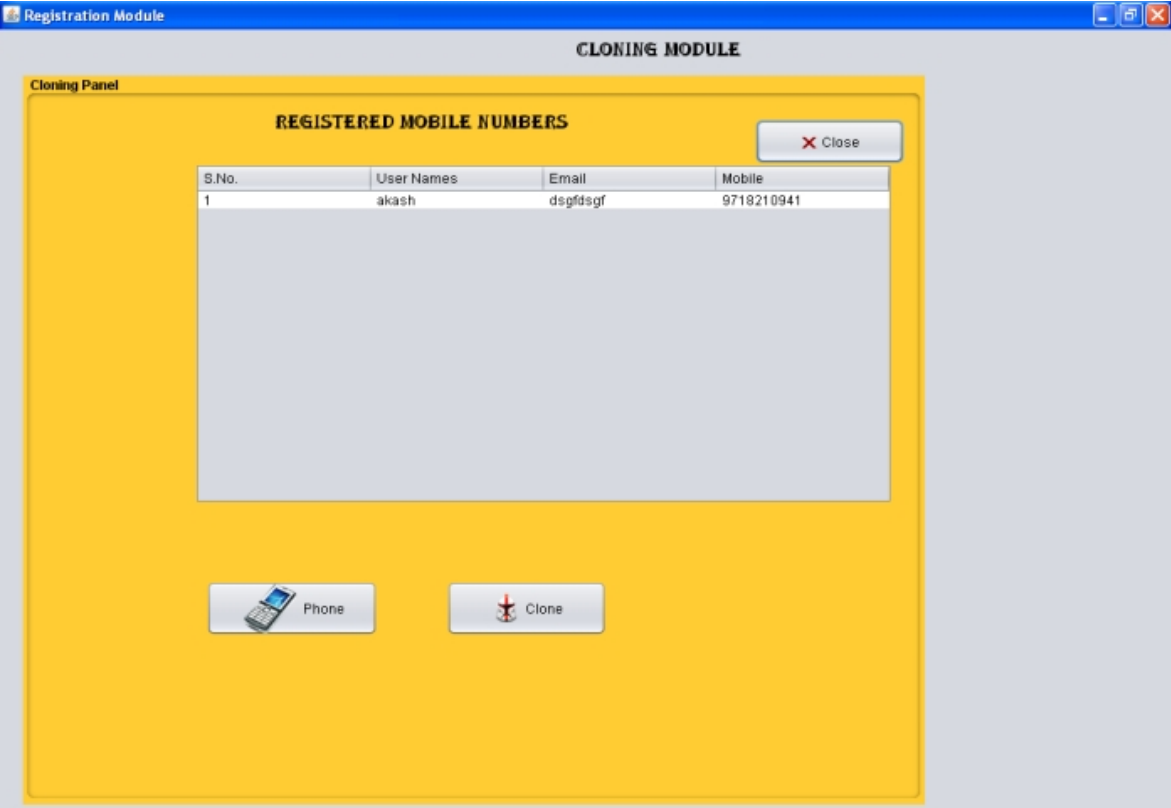 Registration Module
CLONING MODULE
Cloning Panel
REGISTERED MOBILE NUMBERS
Close
S.No. User Names Email Mobile
1 akash dsgfdsgf 9718210941
Phone Clone